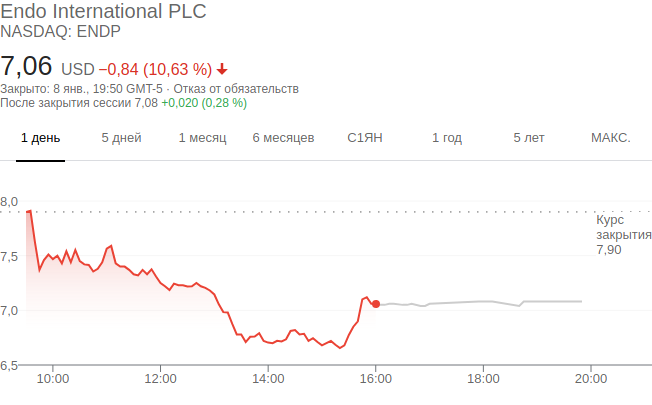 Endo International PLC
NASDAQ: ENDP
7,06 USD −0,84 (10,63 %)
Закрыто: 8 янв., 19:50 GMT-5 · Отказ от обязательств
После закрытия сессии 7,08 +0,020 (0,28 %)
1 день 5 дней 1 месяц 6 месяцев С1ЯН 1 год 5 лет МАКС.
8,0
Курс
закрытия
7,90
7,5
7,0
6,5
10:00 12:00 14:00 16:00 18:00 20:00